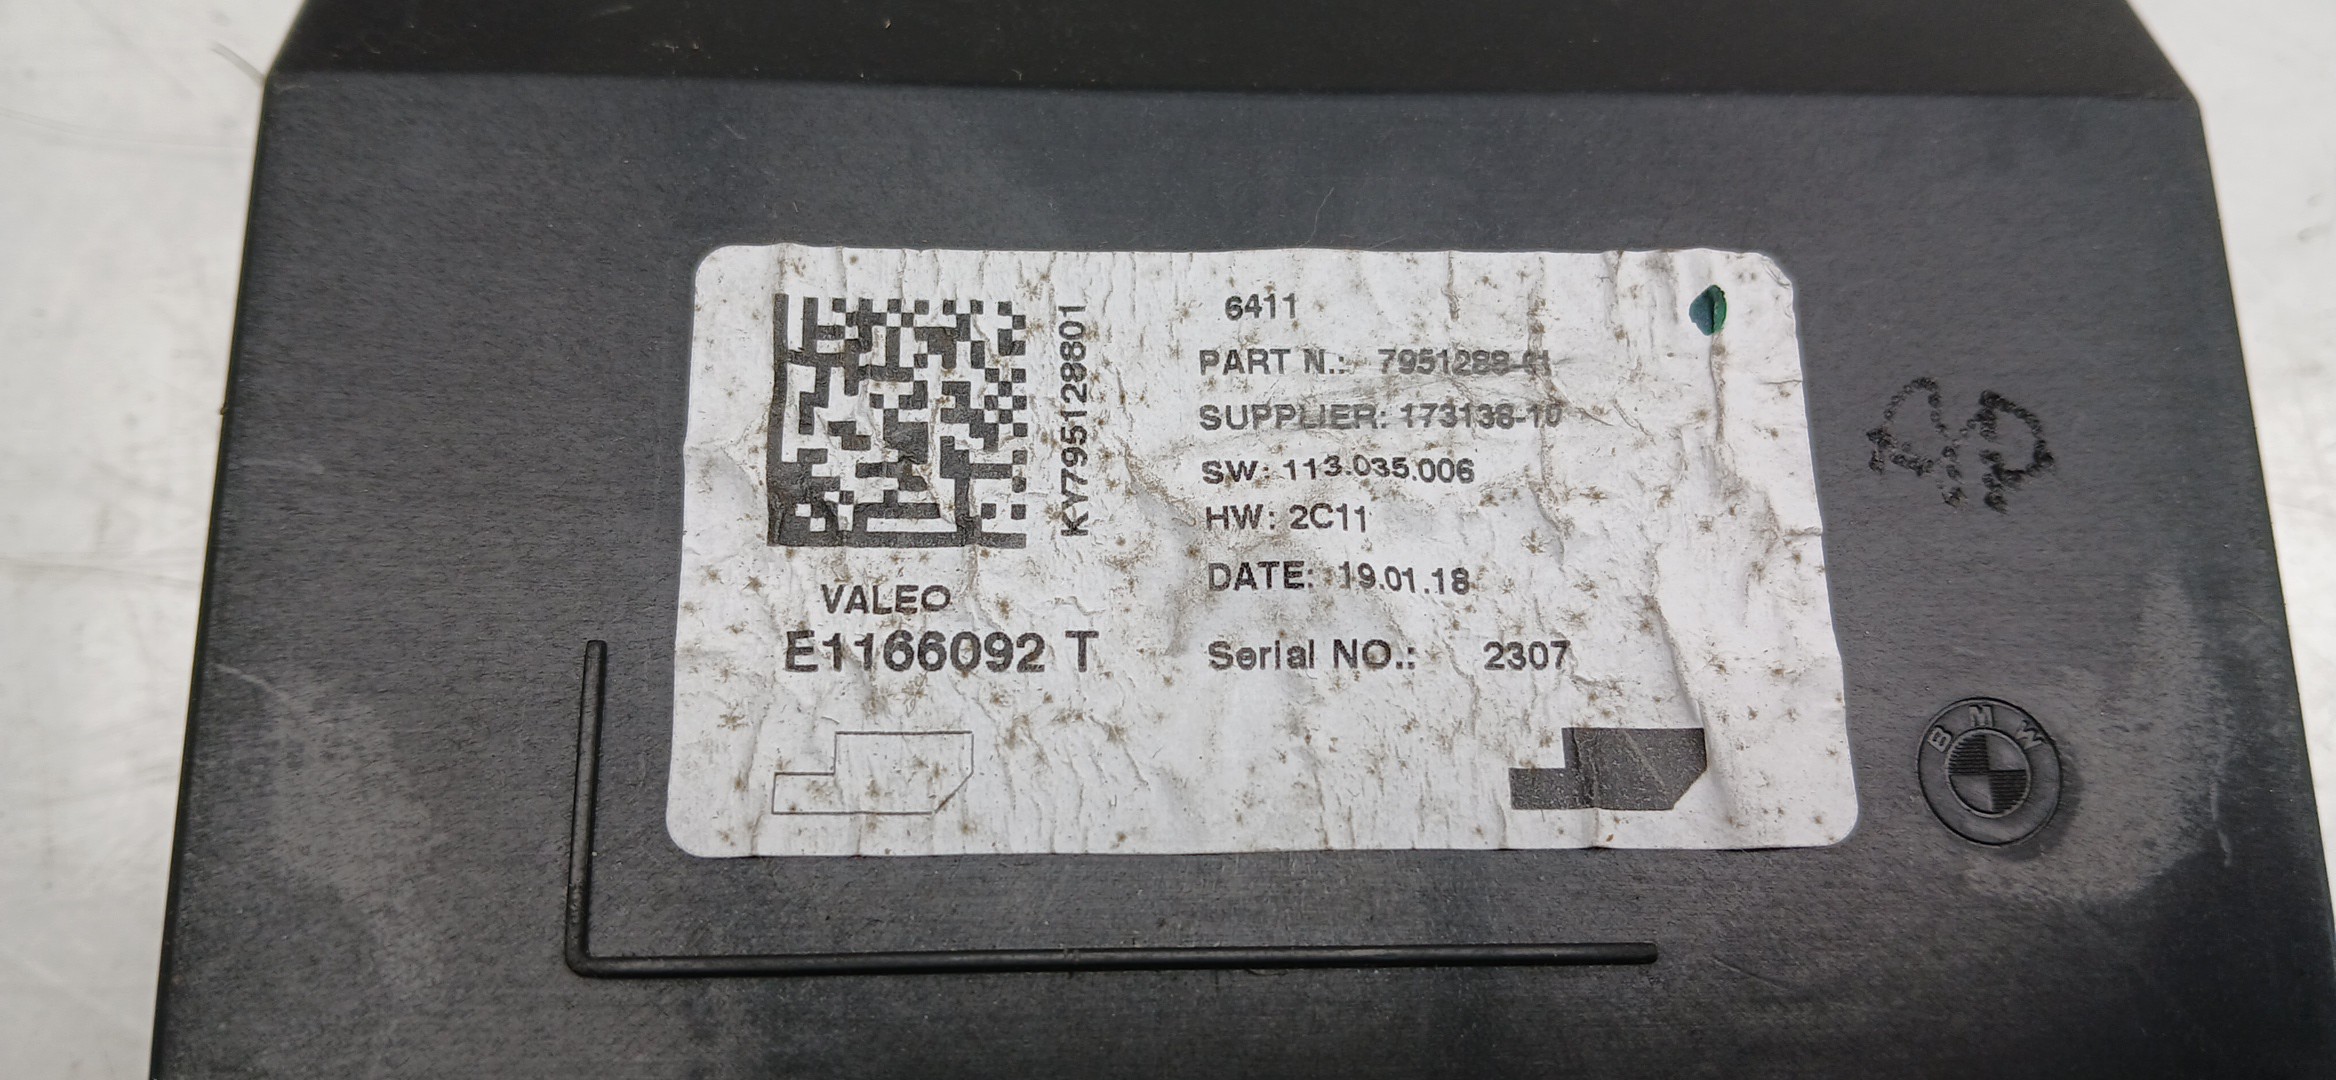 KY795128801
VALEO
E1166092 T
6411
PART N.: 7951288-01
SUPPLIER: 173138-10
SW: 113.035.006
HW: 2C11
DATE: 19.01.18
Serial NO.: 2307
BMW